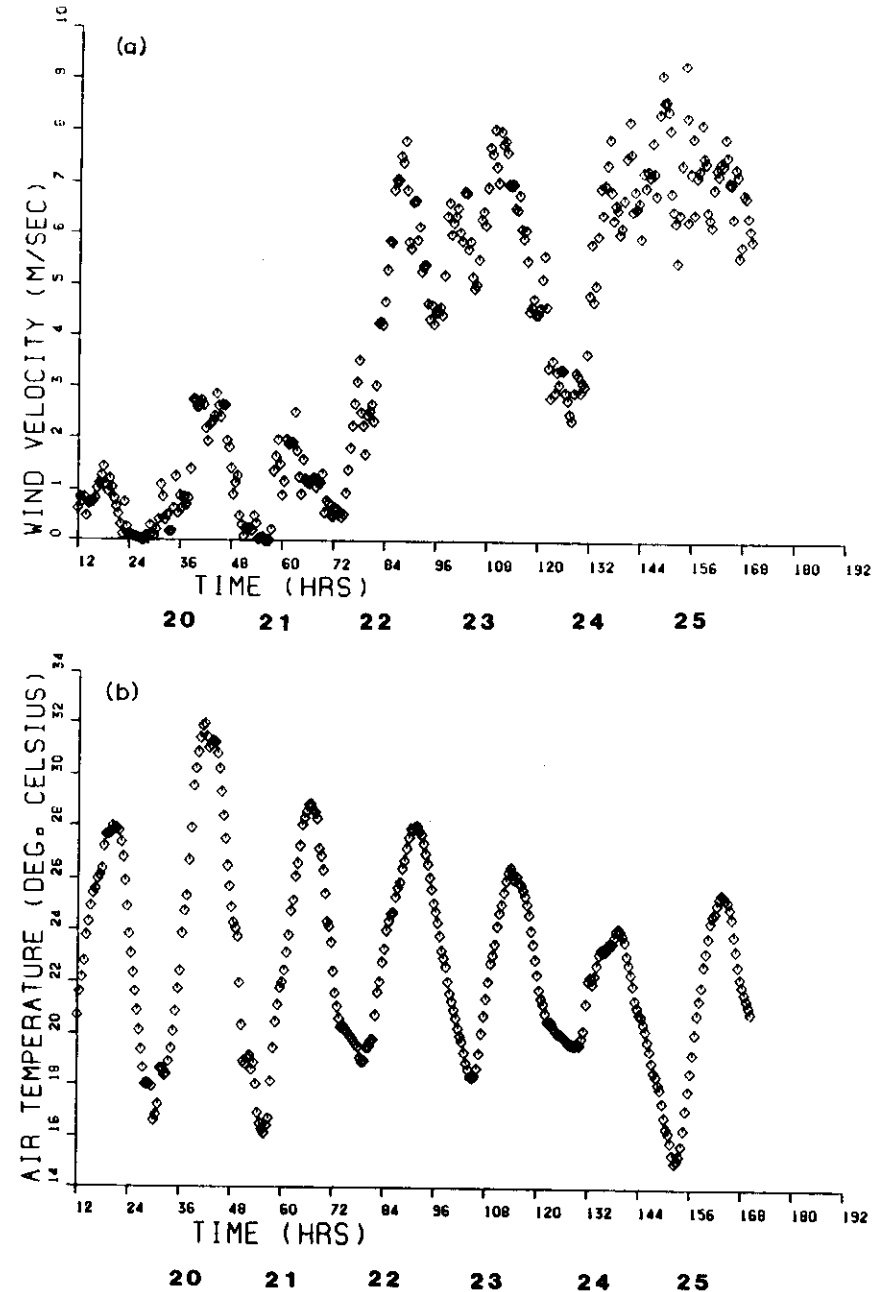 (a)
WIND VELOCITY (M/SEC)
10
9
8
7
6
5
4
3
2
1
0
12 24 36 48 60 72 84 96 108 120 132 144 156 168 180 192
TIME (HRS)
20 21 22 23 24 25
(b)
AIR TEMPERATURE (DEG. CELSIUS)
34
32
30
28
26
24
22
20
18
16
14
12 24 36 48 60 72 84 96 108 120 132 144 156 168 180 192
TIME (HRS)
20 21 22 23 24 25